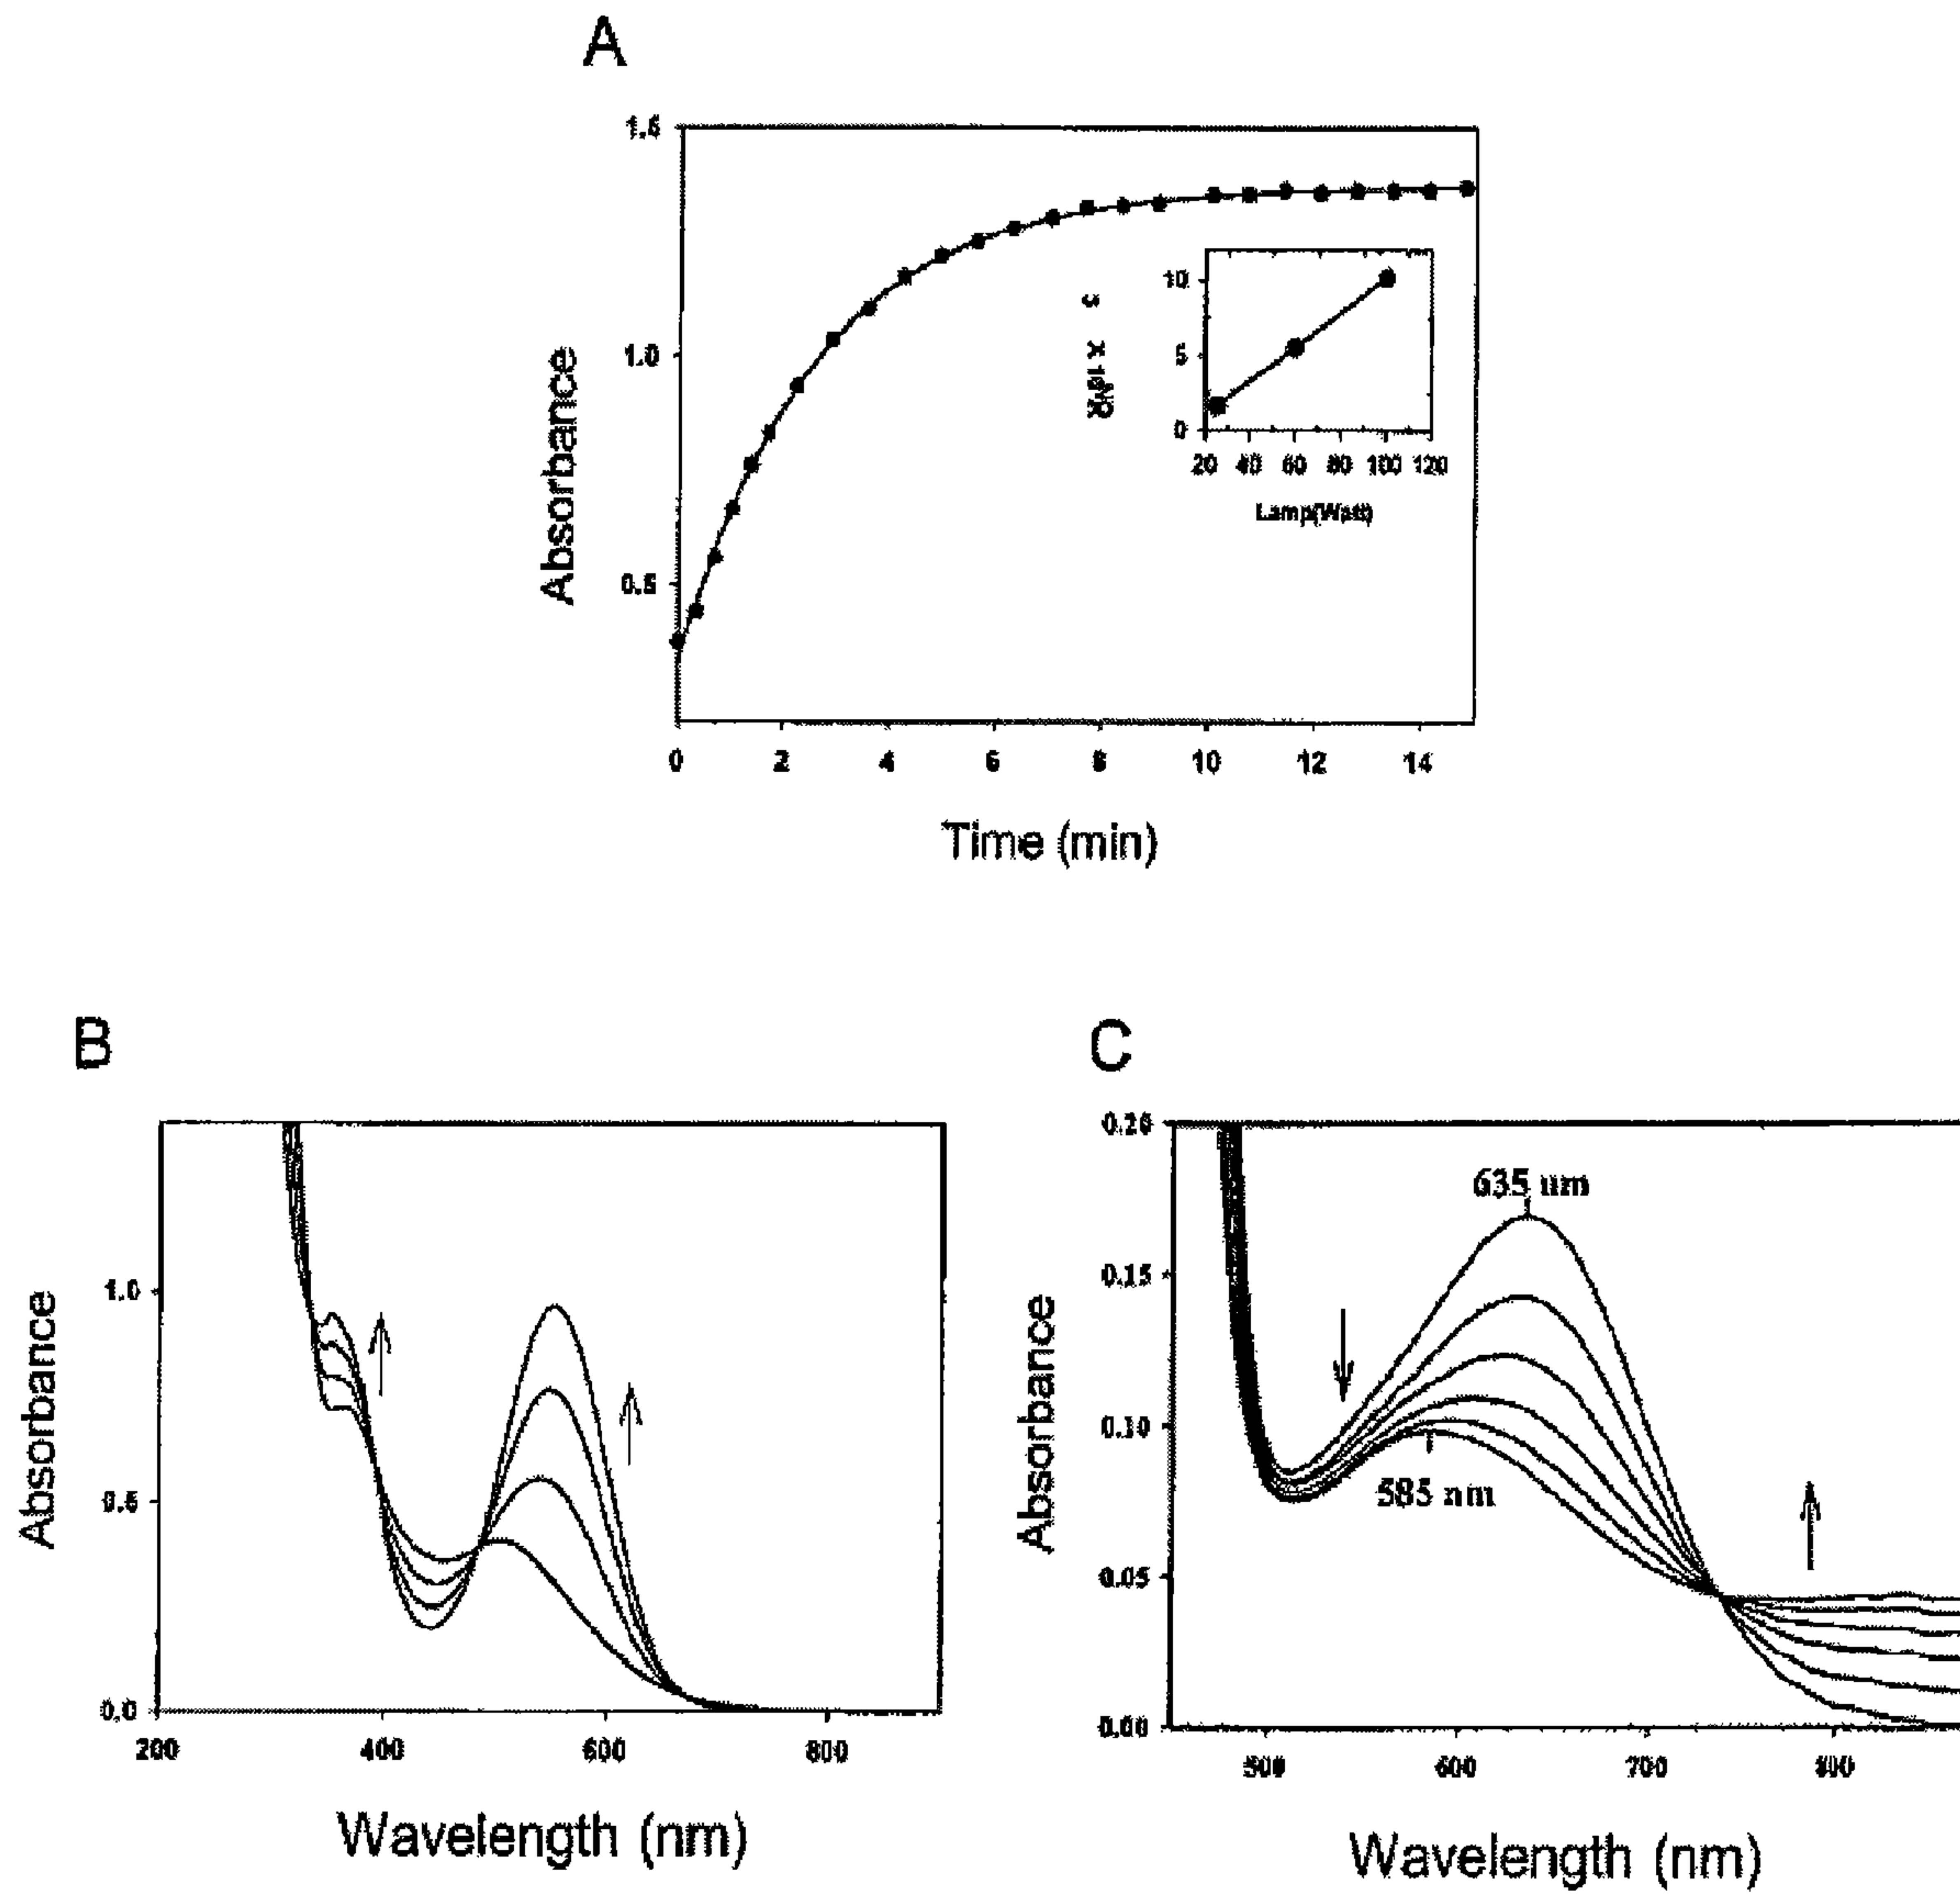 A
1.5
1.0
0.5
Absorbance
0 2 4 6 8 10 12 14
Time (min)
10
5
0
20 40 60 80 100 120
Lamp(Watt)
B
1.0
0.5
0.0
Absorbance
200 400 600 800
Wavelength (nm)
C
0.20
0.15
0.10
0.05
0.00
Absorbance
635 nm
585 nm
500 600 700 800
Wavelength (nm)